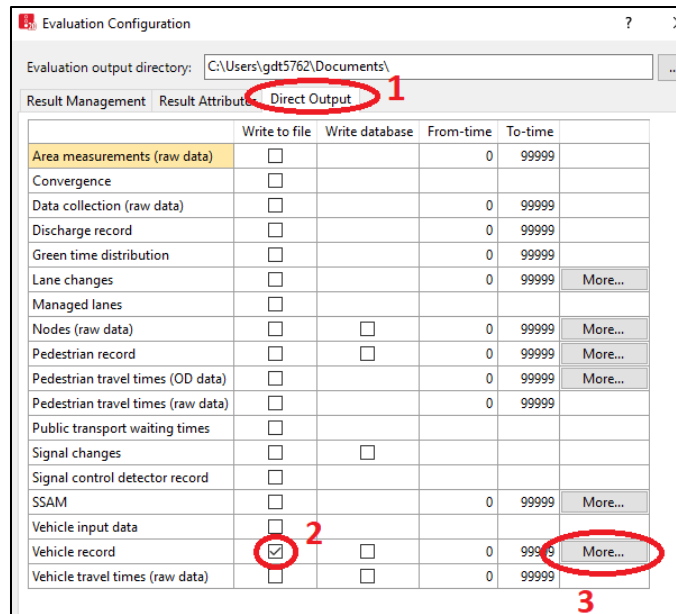 Evaluation Configuration ?
Evaluation output directory: C:\Users\gdt5762\Documents\ ...
Result Management Result Attribute Direct Output 1
Write to file Write database From-time To-time
Area measurements (raw data) 0 99999
Convergence
Data collection (raw data) 0 99999
Discharge record 0 99999
Green time distribution 0 99999
Lane changes 0 99999 More...
Managed lanes
Nodes (raw data) 0 99999 More...
Pedestrian record 0 99999 More...
Pedestrian travel times (OD data) 0 99999 More...
Pedestrian travel times (raw data) 0 99999
Public transport waiting times
Signal changes
Signal control detector record
SSAM 0 99999 More...
Vehicle input data 2
Vehicle record 0 99999 More...
Vehicle travel times (raw data) 0 99999
3